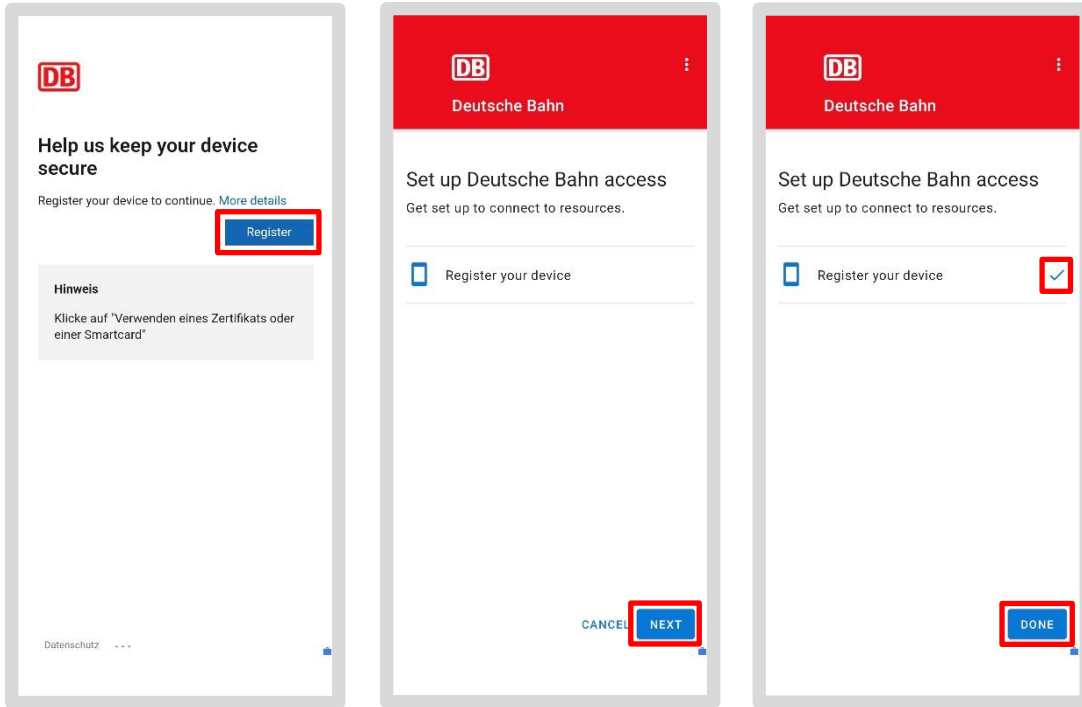 DB
Help us keep your device
secure
Register your device to continue. More details
Register
Hinweis
Klicke auf "Verwenden eines Zertifikats oder
einer Smartcard"
Datenschutz ...
DB
Deutsche Bahn
Set up Deutsche Bahn access
Get set up to connect to resources.
Register your device
CANCEL NEXT
DB
Deutsche Bahn
Set up Deutsche Bahn access
Get set up to connect to resources.
Register your device
DONE